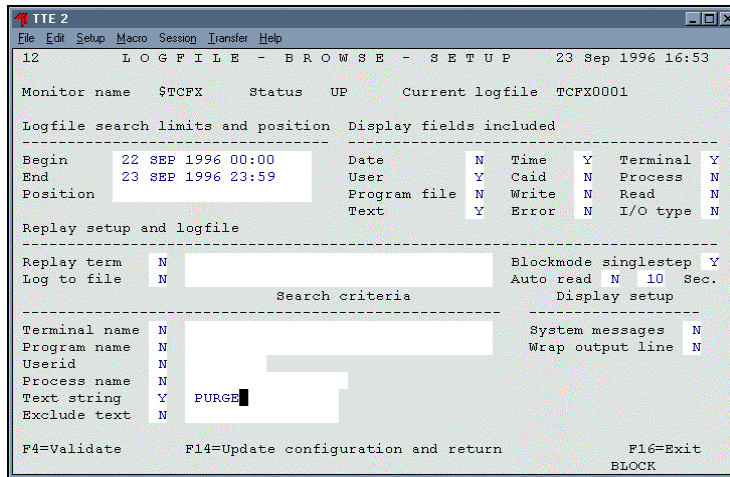 TTE 2
File Edit Setup Macro Session Transfer Help
12 L O G F I L E - B R O W S E - S E T U P 23 Sep 1996 16:53
Monitor name $TCFX Status UP Current logfile TCFX0001
Logfile search limits and position Display fields included
Begin 22 SEP 1996 00:00 Date N Time Y Terminal Y
End 23 SEP 1996 23:59 User Y Caid N Process N
Position Program file N Write N Read N
Text Y Error N I/O type N
Replay setup and logfile
Replay term N Blockmode singlestep Y
Log to file N Auto read N 10 Sec.
Search criteria Display setup
Terminal name N System messages N
Program name N Wrap output line N
Userid N
Process name N
Text string Y PURGE
Exclude text N
F4=Validate F14=Update configuration and return F16=Exit
BLOCK